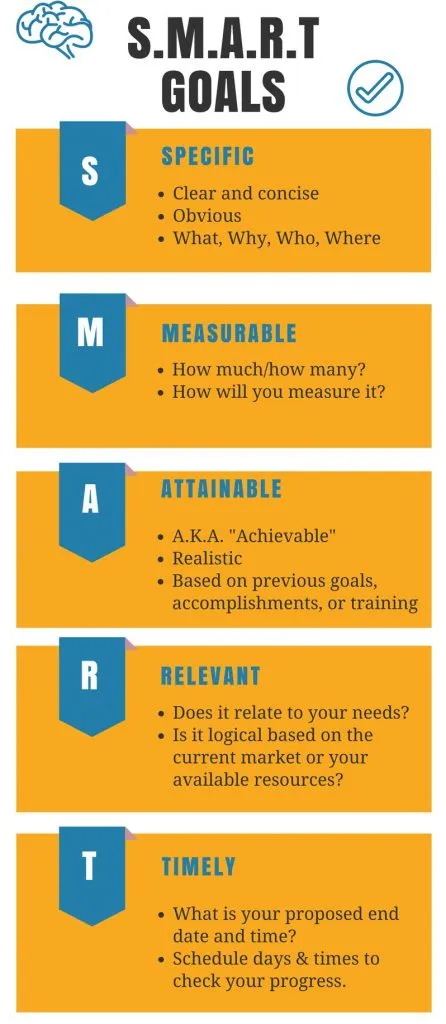 S.M.A.R.T
GOALS
S
SPECIFIC
• Clear and concise
• Obvious
• What, Why, Who, Where
M
MEASURABLE
• How much/how many?
• How will you measure it?
A
ATTAINABLE
• A.K.A. "Achievable"
• Realistic
• Based on previous goals,
accomplishments, or training
R
RELEVANT
• Does it relate to your needs?
• Is it logical based on the
current market or your
available resources?
T
TIMELY
• What is your proposed end
date and time?
• Schedule days & times to
check your progress.